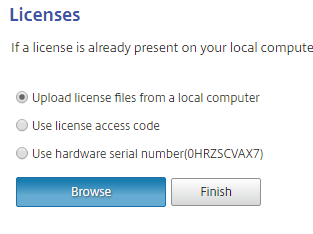 Licenses
If a license is already present on your local compute
Upload license files from a local computer
Use license access code
Use hardware serial number(0HRZSCVAX7)
Browse
Finish